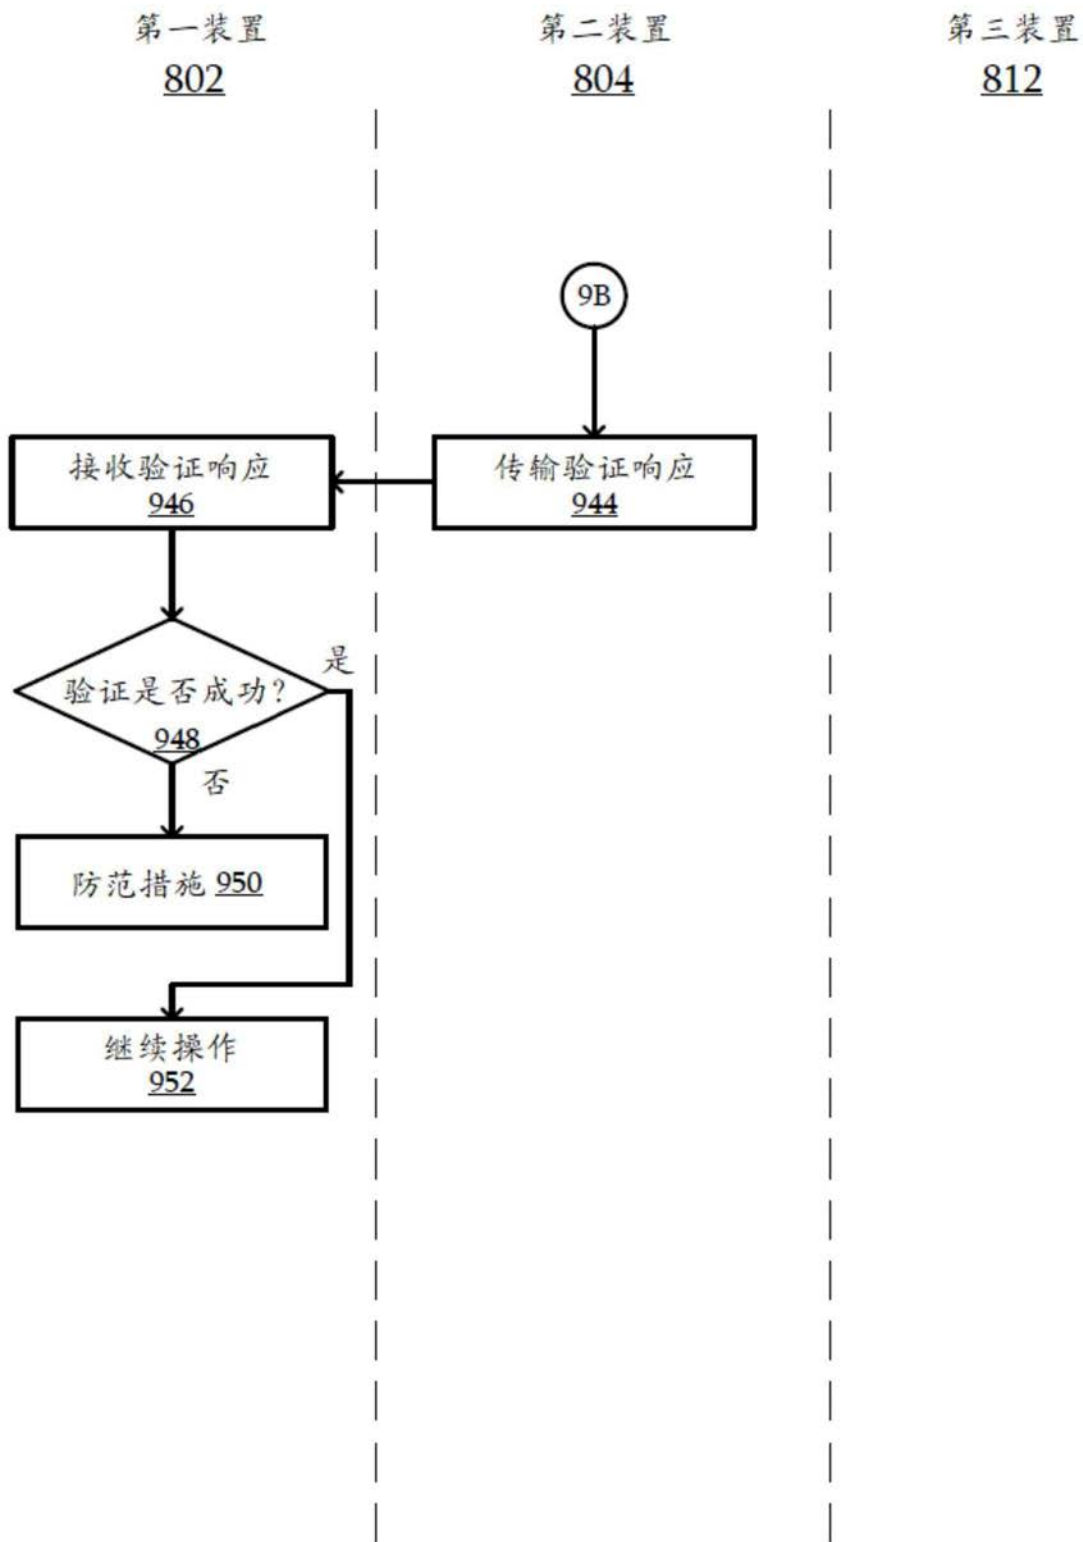 第一装置
802
第二装置
804
第三装置
812
9B
接收验证响应
946
传输验证响应
944
是
验证是否成功?
948
否
防范措施 950
继续操作
952